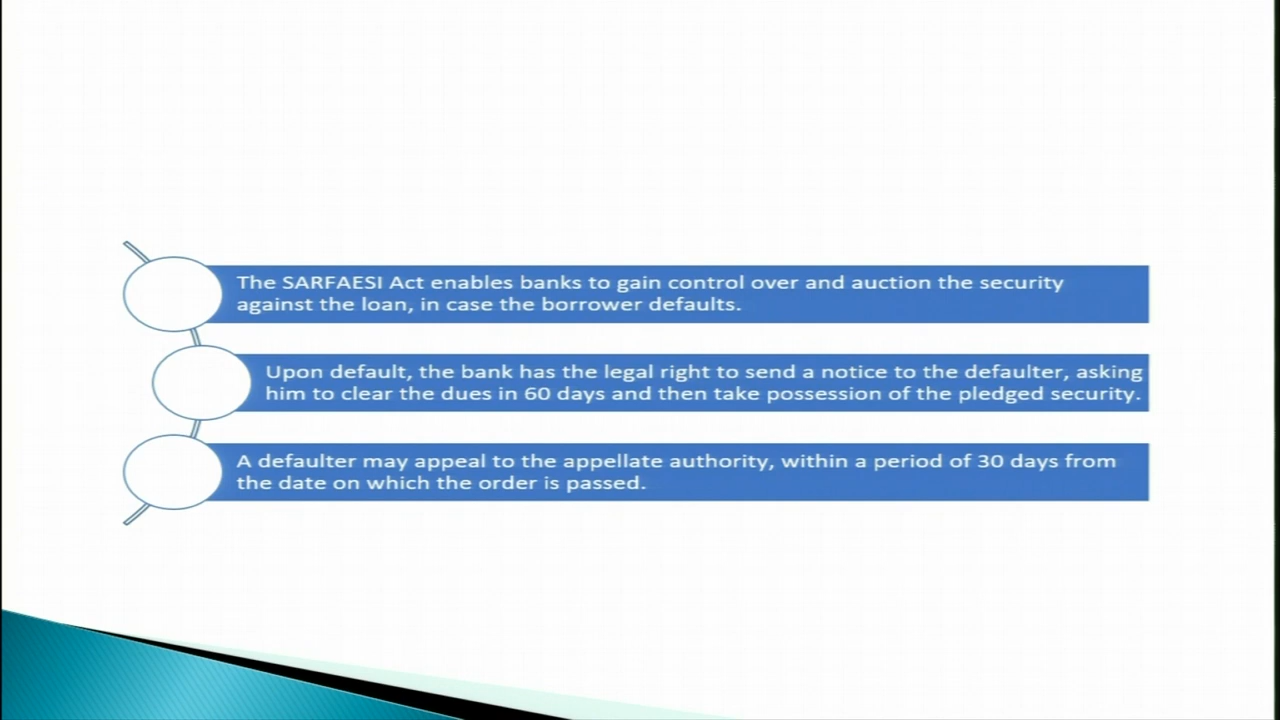 The SARFAESI Act enables banks to gain control over and auction the security
against the loan, in case the borrower defaults.
Upon default, the bank has the legal right to send a notice to the defaulter, asking
him to clear the dues in 60 days and then take possession of the pledged security.
A defaulter may appeal to the appellate authority, within a period of 30 days from
the date on which the order is passed.